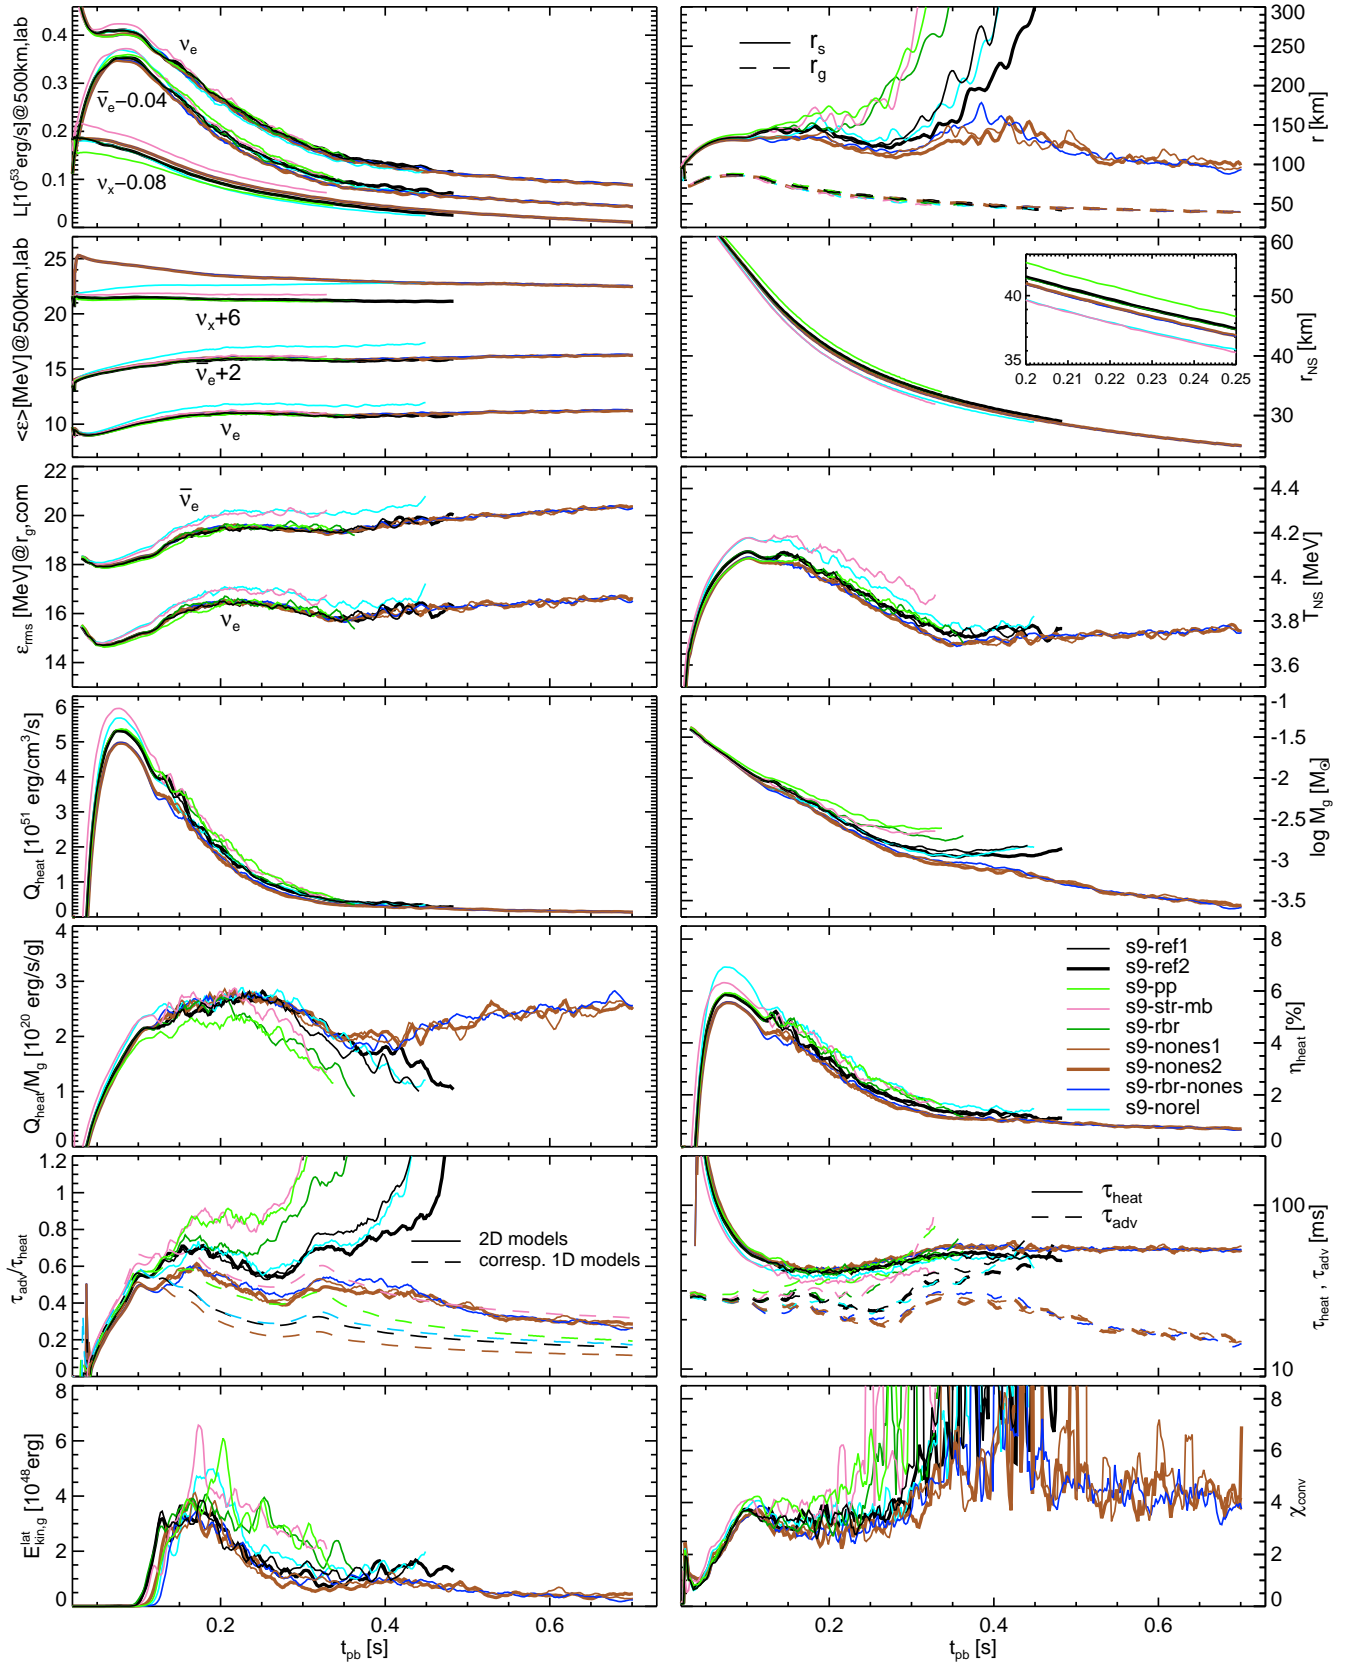 L[10^53 erg/s]@500km,lab
0.4
0.3
0.2
0.1
0
ν_e
ν̄_e−0.04
ν_x−0.08
r_s
r_g
300
250
200
150
100
50
r [km]
<ε>[MeV]@500km,lab
25
20
15
10
ν_x+6
ν̄_e+2
ν_e
60
50
40
30
r_NS [km]
40
35
0.2 0.21 0.22 0.23 0.24 0.25
ε_rms [MeV]@r_g,com
22
20
18
16
14
ν̄_e
ν_e
4.4
4.2
4.
3.8
3.6
T_NS [MeV]
Q_heat [10^51 erg/cm^3/s]
6
5
4
3
2
1
0
-1
-1.5
-2
-2.5
-3
-3.5
log M_g [M_⊙]
Q_heat/M_g [10^20 erg/s/g]
4
3
2
1
0
s9-ref1
s9-ref2
s9-pp
s9-str-mb
s9-rbr
s9-nones1
s9-nones2
s9-rbr-nones
s9-norel
8
6
4
2
0
η_heat [%]
τ_adv/τ_heat
1.2
1
0.8
0.6
0.4
0.2
0
2D models
corresp. 1D models
τ_heat
τ_adv
100
10
τ_heat , τ_adv [ms]
E^lat_kin,g [10^48 erg]
8
6
4
2
0
0.2 0.4 0.6
t_pb [s]
8
6
4
2
0
χ_conv
0.2 0.4 0.6
t_pb [s]